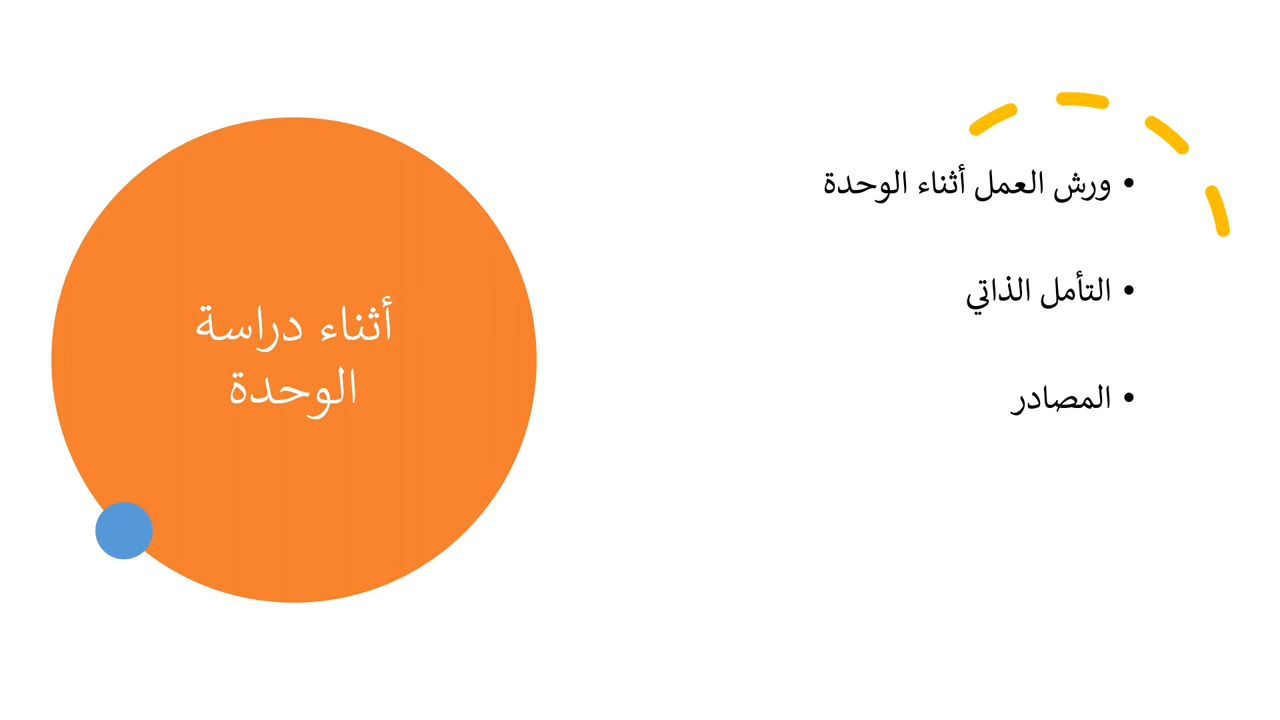 أثناء دراسة
الوحدة
• ورش العمل أثناء الوحدة
• التأمل الذاتي
• المصادر